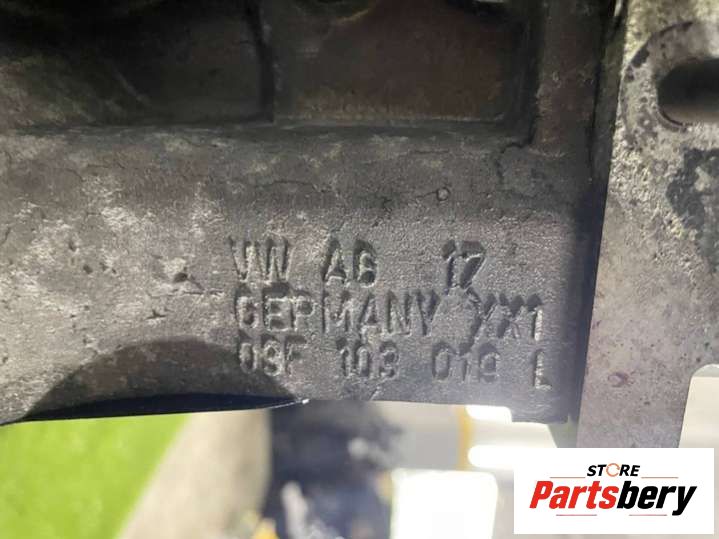 VW AG 17
GERMANY XX1
03F 103 019 L
STORE
Partsbery